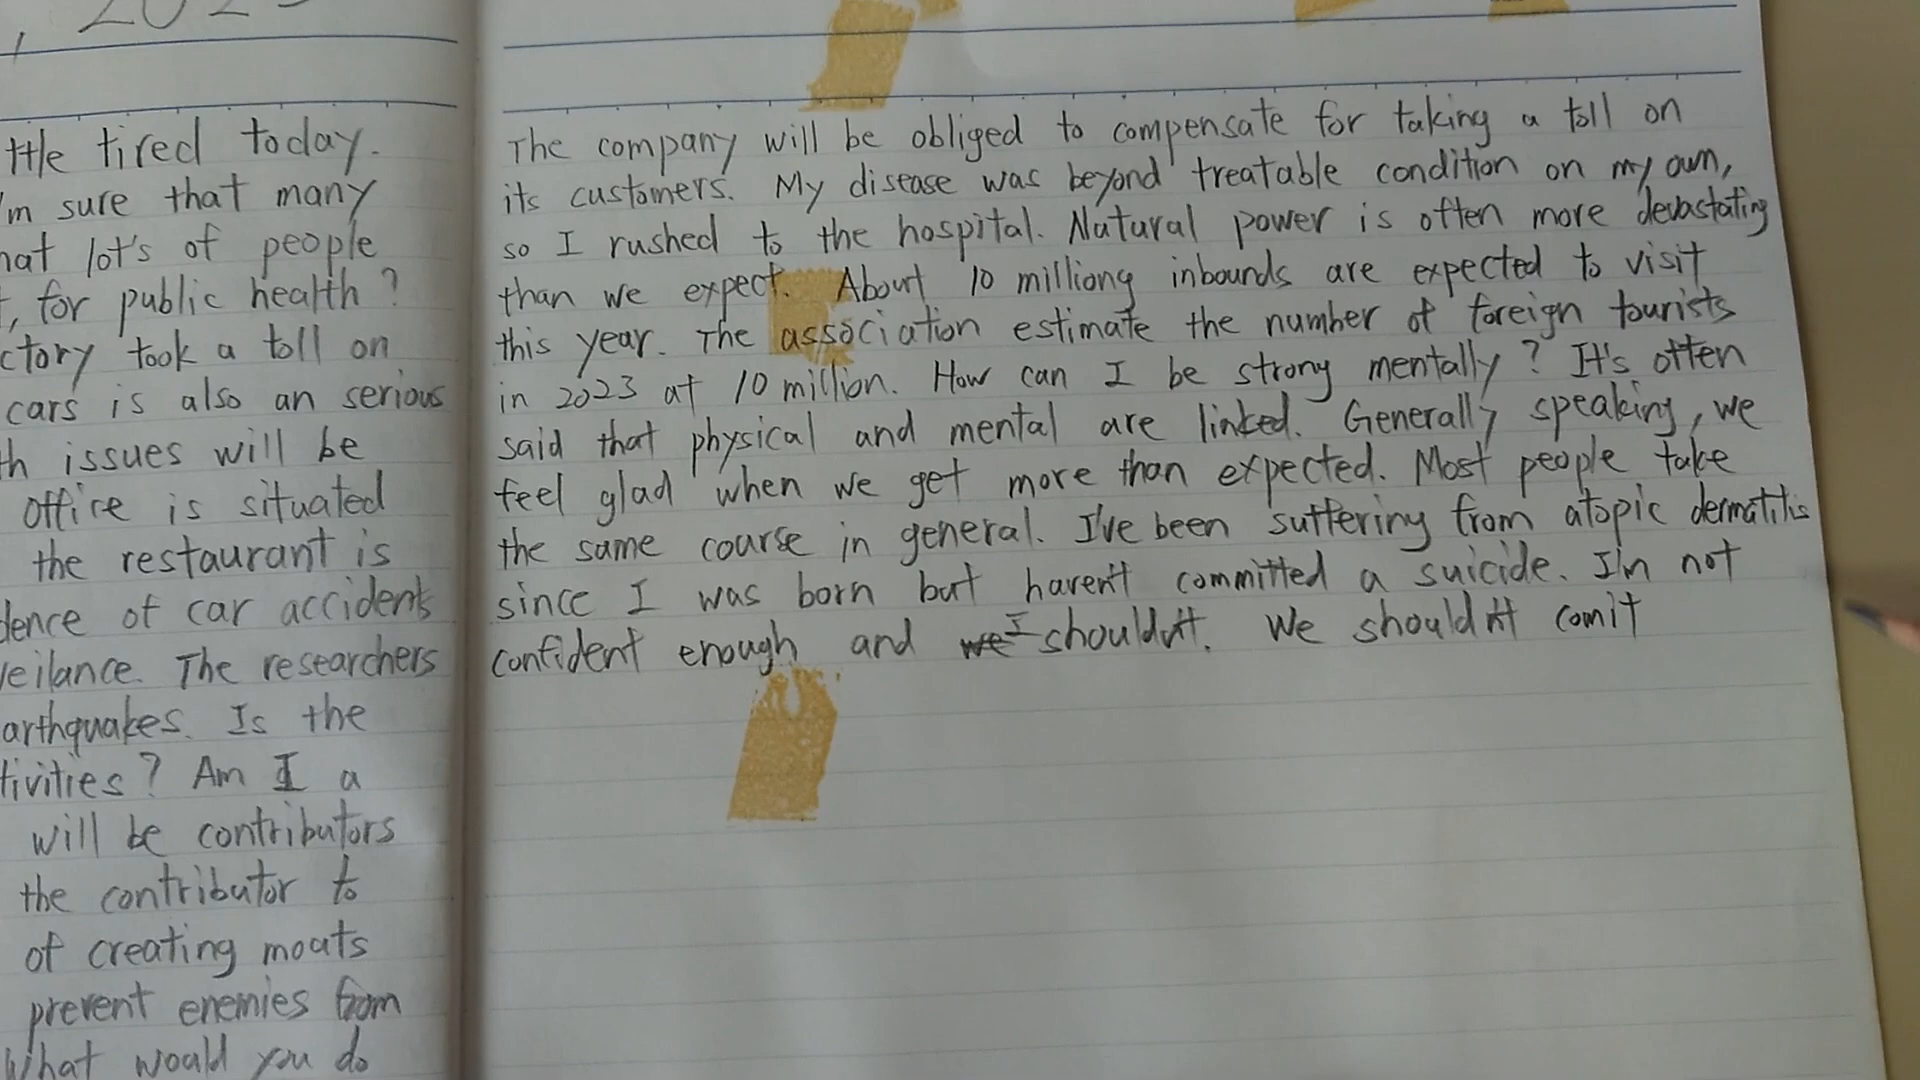 ttle tired today.
I'm sure that many
hat lot's of people
, for public health?
ctory took a toll on
cars is also an serious
h issues will be
office is situated
the restaurant is
dence of car accidents
veilance. The researchers
arthquakes. Is the
tivities? Am I a
will be contributors
the contributor to
of creating moats
prevent enemies from
What would you do
The company will be obliged to compensate for taking a toll on
its customers. My disease was beyond treatable condition on my own,
so I rushed to the hospital. Natural power is often more devastating
than we expect. About 10 milliong inbounds are expected to visit
this year. The association estimate the number of foreign tourists
in 2023 at 10 million. How can I be strong mentally? It's often
said that physical and mental are linked. Generally speaking, we
feel glad when we get more than expected. Most people take
the same course in general. I've been suffering from atopic dermatitis
since I was born but haven't committed a suicide. I'm not
confident enough and I shouldn't. We shouldn't comit